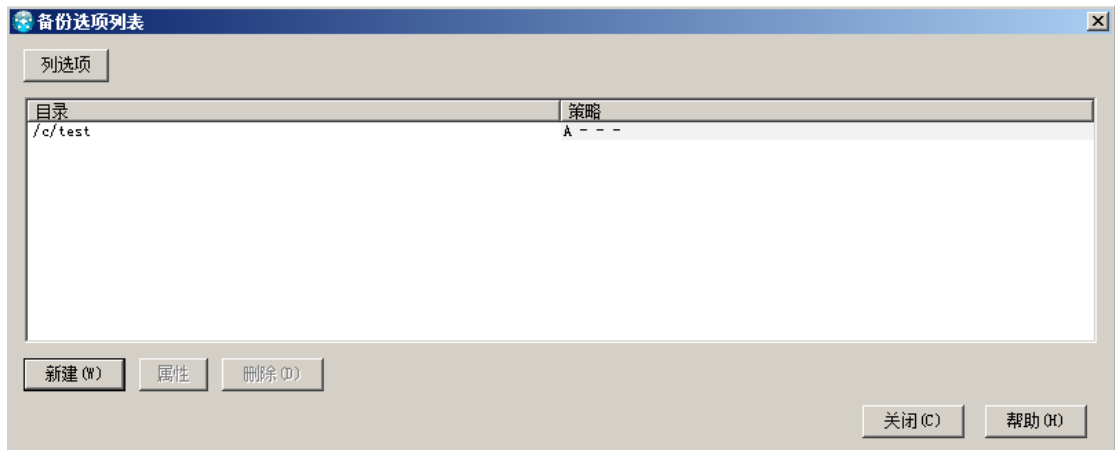 备份选项列表
列选项
目录 策略
/c/test A - - -
新建(W) 属性 删除(D)
关闭(C) 帮助(H)